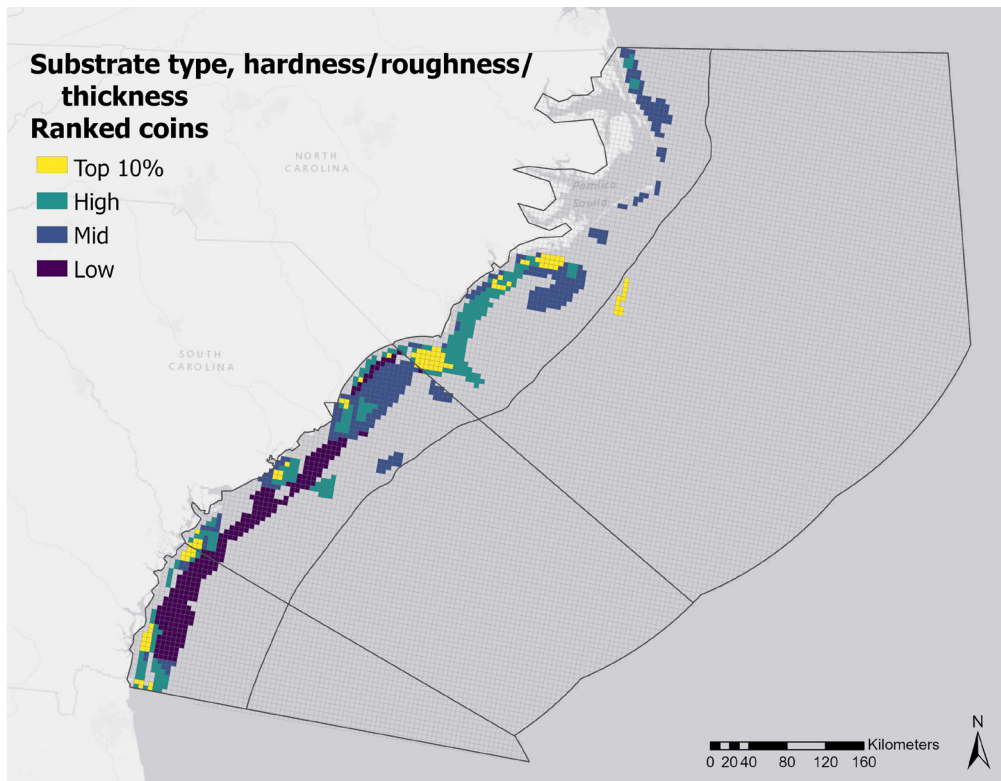 Substrate type, hardness/roughness/
thickness
Ranked coins
Top 10%
High
Mid
Low
NORTH
CAROLINA
Pamlico
Sound
SOUTH
CAROLINA
N
Kilometers
0 20 40 80 120 160